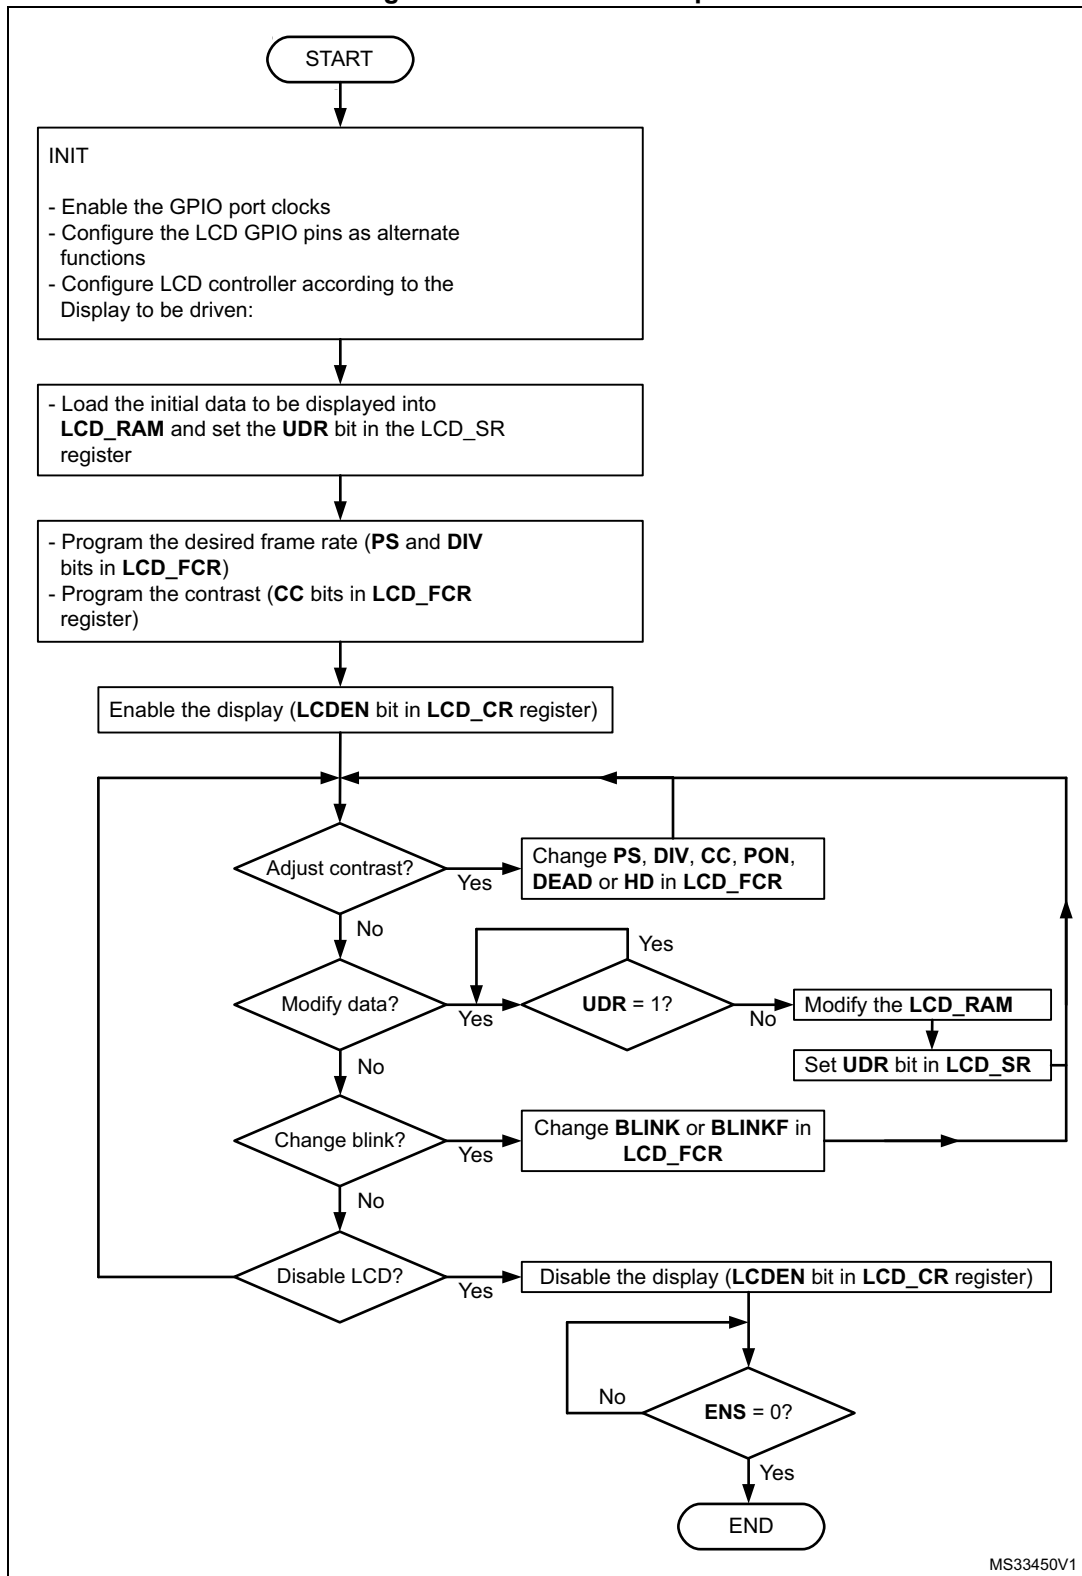 START
INIT
- Enable the GPIO port clocks
- Configure the LCD GPIO pins as alternate
functions
- Configure LCD controller according to the
Display to be driven:
- Load the initial data to be displayed into
LCD_RAM and set the UDR bit in the LCD_SR
register
- Program the desired frame rate (PS and DIV
bits in LCD_FCR)
- Program the contrast (CC bits in LCD_FCR
register)
Enable the display (LCDEN bit in LCD_CR register)
Adjust contrast?
Yes
Change PS, DIV, CC, PON,
DEAD or HD in LCD_FCR
No
Modify data?
Yes
Yes
UDR = 1?
No
Modify the LCD_RAM
Set UDR bit in LCD_SR
No
Change blink?
Yes
Change BLINK or BLINKF in
LCD_FCR
No
Disable LCD?
Yes
Disable the display (LCDEN bit in LCD_CR register)
No
ENS = 0?
Yes
END
MS33450V1